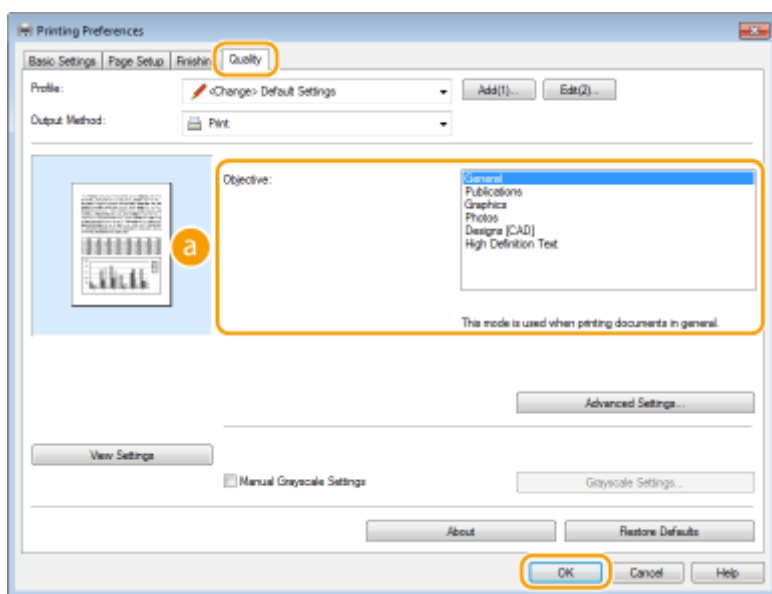 Printing Preferences
Basic Settings Page Setup Finishin Quality
Profile: <Change> Default Settings Add(1)... Edit(2)...
Output Method: Print
Objective: General
Publications
Graphics
Photos
Designs [CAD]
High Definition Text
a
This mode is used when printing documents in general.
Advanced Settings...
View Settings
Manual Grayscale Settings Grayscale Settings...
About Restore Defaults
OK Cancel Help